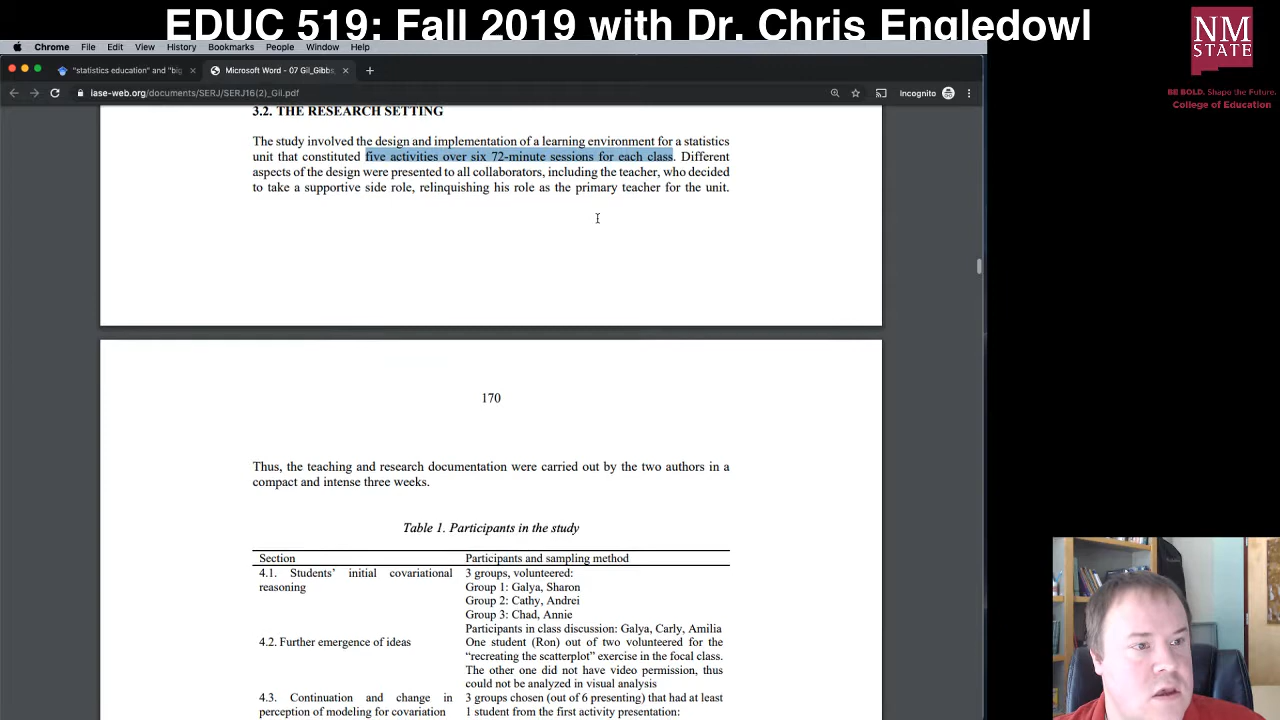 EDUC 519: Fall 2019 with Dr. Chris Engledowl
NM
STATE
BE BOLD. Shape the Future.
College of Education
Chrome File Edit View History Bookmarks People Window Help
"statistics education" and "big
Microsoft Word - 07 Gil_Gibbs
iase-web.org/documents/SERJ/SERJ16(2)_Gil.pdf
Incognito
3.2. THE RESEARCH SETTING
The study involved the design and implementation of a learning environment for a statistics
unit that constituted five activities over six 72-minute sessions for each class. Different
aspects of the design were presented to all collaborators, including the teacher, who decided
to take a supportive side role, relinquishing his role as the primary teacher for the unit.
170
Thus, the teaching and research documentation were carried out by the two authors in a
compact and intense three weeks.
Table 1. Participants in the study
Section Participants and sampling method
4.1. Students' initial covariational 3 groups, volunteered:
reasoning Group 1: Galya, Sharon
Group 2: Cathy, Andrei
Group 3: Chad, Annie
Participants in class discussion: Galya, Carly, Amilia
4.2. Further emergence of ideas One student (Ron) out of two volunteered for the
"recreating the scatterplot" exercise in the focal class.
The other one did not have video permission, thus
could not be analyzed in visual analysis
4.3. Continuation and change in 3 groups chosen (out of 6 presenting) that had at least
perception of modeling for covariation 1 student from the first activity presentation: